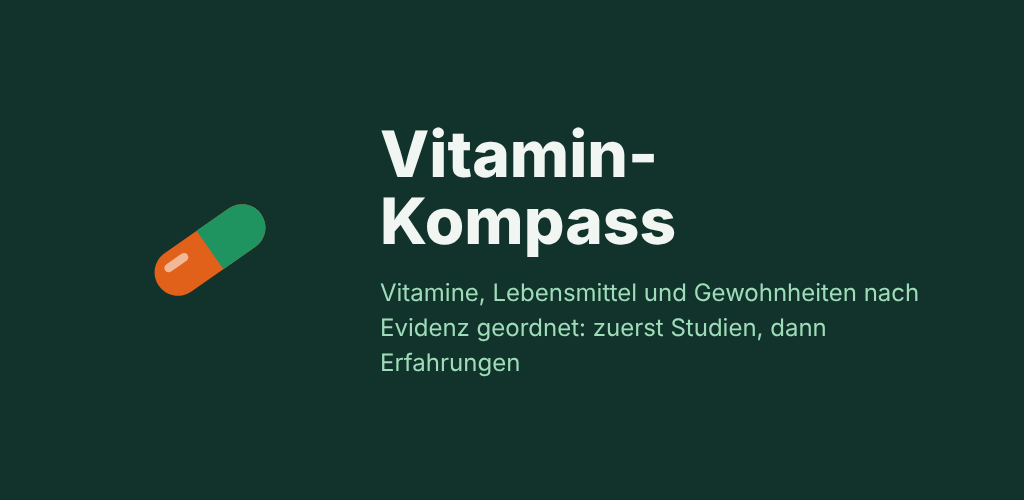 Vitamin-
Kompass
Vitamine, Lebensmittel und Gewohnheiten nach
Evidenz geordnet: zuerst Studien, dann
Erfahrungen